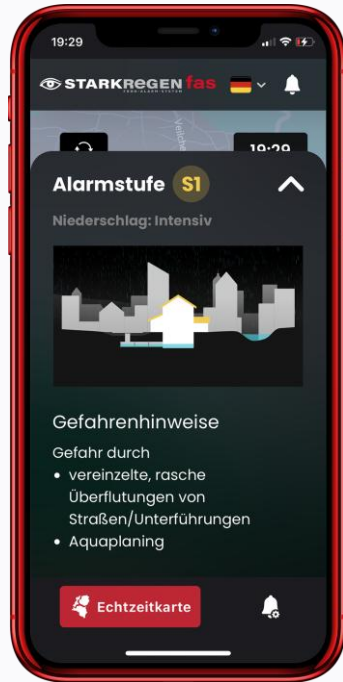 19:29
STARKREGEN fas
19:29
Alarmstufe S1
Niederschlag: Intensiv
Gefahrenhinweise
Gefahr durch
• vereinzelte, rasche
Überflutungen von
Straßen/Unterführungen
• Aquaplaning
Echtzeitkarte